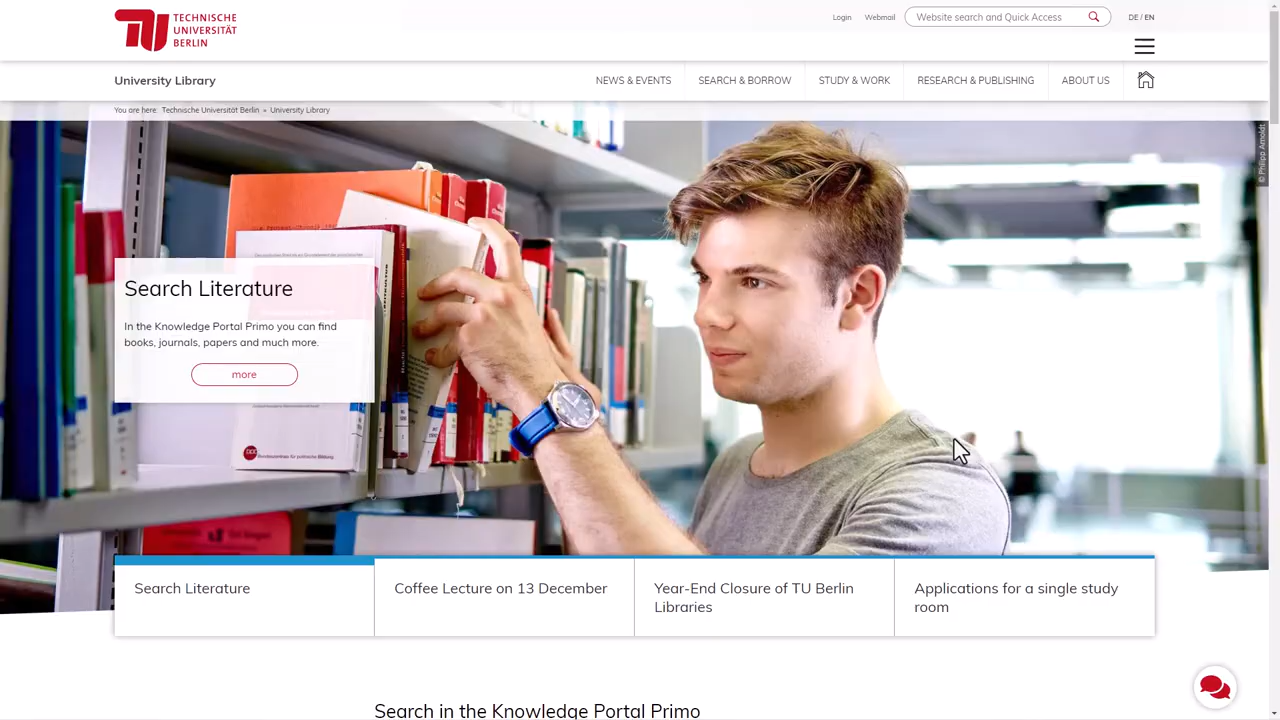 TECHNISCHE
UNIVERSITÄT
BERLIN
Login
Webmail
Website search and Quick Access
DE / EN
University Library
NEWS & EVENTS
SEARCH & BORROW
STUDY & WORK
RESEARCH & PUBLISHING
ABOUT US
You are here: Technische Universität Berlin » University Library
© Philipp Arnoldt
Search Literature
In the Knowledge Portal Primo you can find
books, journals, papers and much more.
more
Search Literature
Coffee Lecture on 13 December
Year-End Closure of TU Berlin
Libraries
Applications for a single study
room
Search in the Knowledge Portal Primo